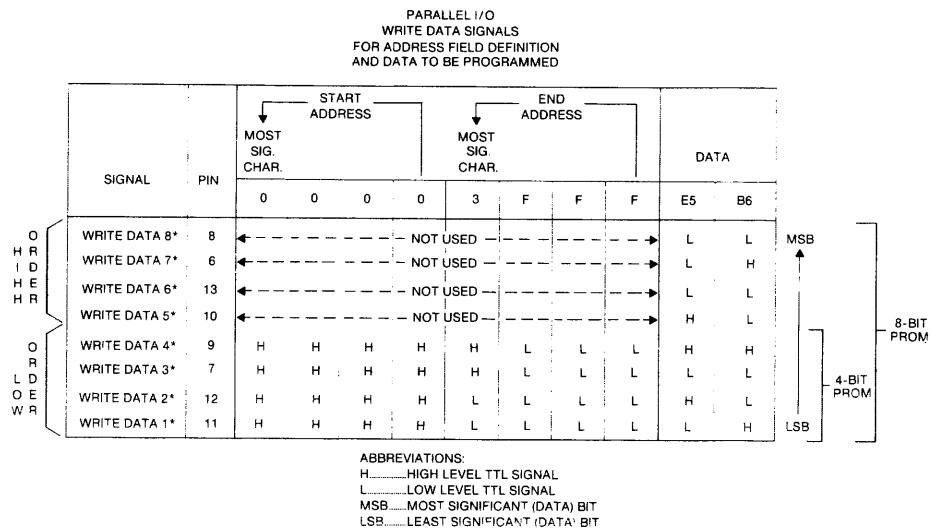 PARALLEL I/O
WRITE DATA SIGNALS
FOR ADDRESS FIELD DEFINITION
AND DATA TO BE PROGRAMMED
START ADDRESS END ADDRESS
MOST SIG. CHAR. MOST SIG. CHAR. DATA
SIGNAL PIN
0 0 0 0 3 F F F E5 B6
HIGHER ORDER
WRITE DATA 8* 8 NOT USED L L MSB
WRITE DATA 7* 6 NOT USED L H
WRITE DATA 6* 13 NOT USED L L
WRITE DATA 5* 10 NOT USED H L
8-BIT PROM
LOW ORDER
WRITE DATA 4* 9 H H H H H L L L H H
WRITE DATA 3* 7 H H H H H L L L L L
4-BIT PROM
WRITE DATA 2* 12 H H H H L L L L H L
WRITE DATA 1* 11 H H H H L L L L L H LSB
ABBREVIATIONS:
H............HIGH LEVEL TTL SIGNAL
L............LOW LEVEL TTL SIGNAL
MSB......MOST SIGNIFICANT (DATA) BIT
LSB......LEAST SIGNIFICANT (DATA) BIT